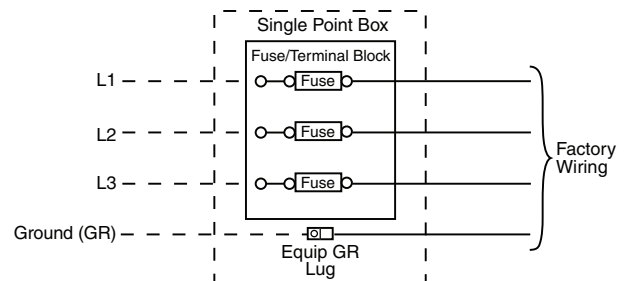 Single Point Box
Fuse/Terminal Block
L1
Fuse
L2
Fuse
L3
Fuse
Factory
Wiring
Ground (GR)
Equip GR
Lug